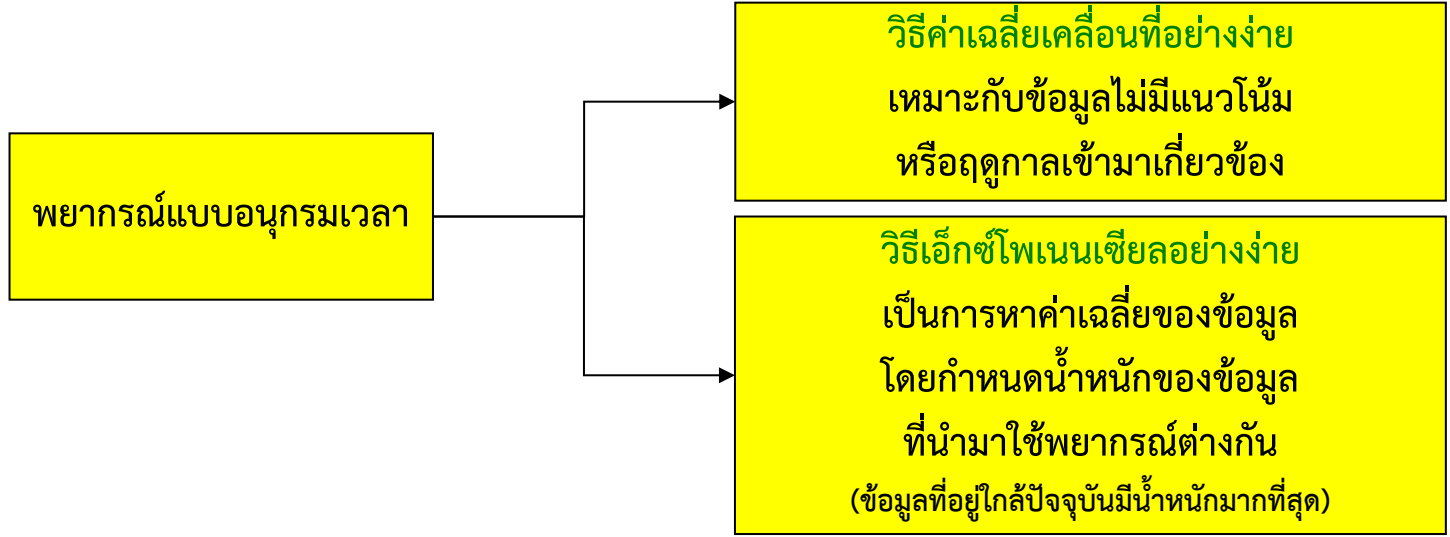 พยากรณ์แบบอนุกรมเวลา
วิธีค่าเฉลี่ยเคลื่อนที่อย่างง่าย
เหมาะกับข้อมูลไม่มีแนวโน้ม
หรือฤดูกาลเข้ามาเกี่ยวข้อง
วิธีเอ็กซ์โพเนนเซียลอย่างง่าย
เป็นการหาค่าเฉลี่ยของข้อมูล
โดยกำหนดน้ำหนักของข้อมูล
ที่นำมาใช้พยากรณ์ต่างกัน
(ข้อมูลที่อยู่ใกล้ปัจจุบันมีน้ำหนักมากที่สุด)